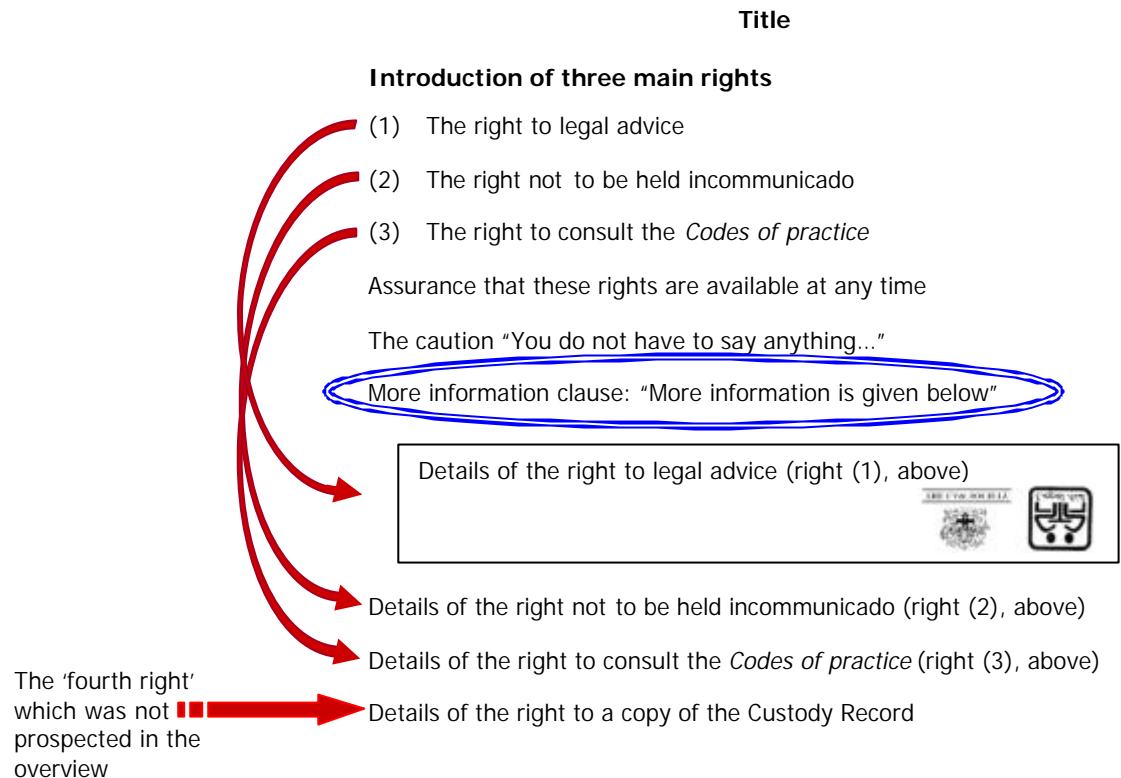 Title
Introduction of three main rights
(1) The right to legal advice
(2) The right not to be held incommunicado
(3) The right to consult the Codes of practice
Assurance that these rights are available at any time
The caution “You do not have to say anything...”
More information clause: “More information is given below”
Details of the right to legal advice (right (1), above)
Details of the right not to be held incommunicado (right (2), above)
Details of the right to consult the Codes of practice (right (3), above)
The ‘fourth right’
which was not
prospected in the
overview
Details of the right to a copy of the Custody Record